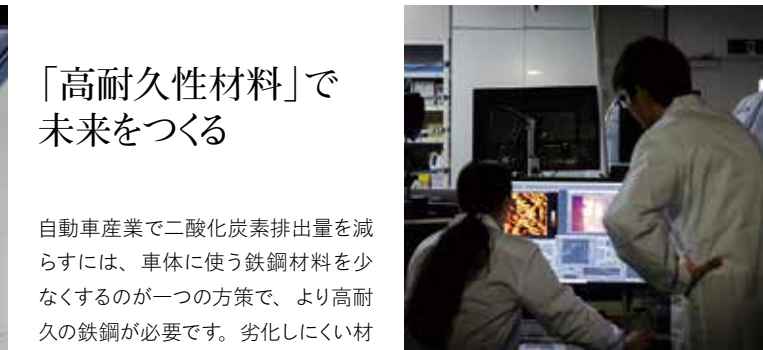 「高耐久性材料」で
未来をつくる
自動車産業で二酸化炭素排出量を減
らすには、車体に使う鉄鋼材料を少
なくするのが一つの方策で、より高耐
久の鉄鋼が必要です。劣化しにくい材